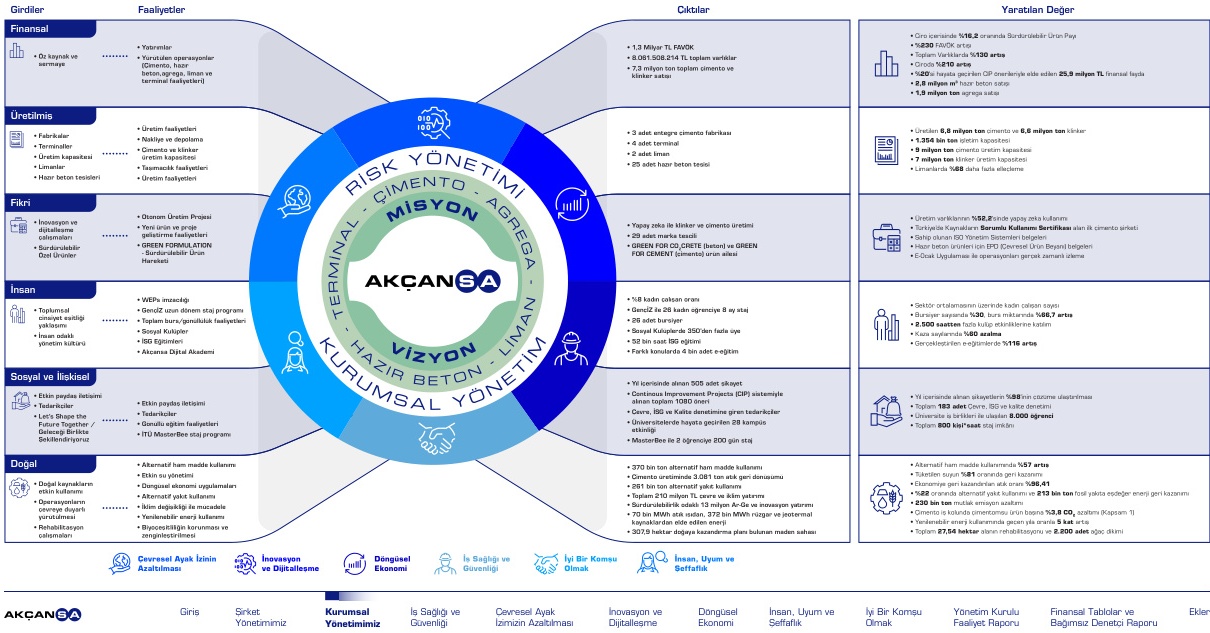 Girdiler
Faaliyetler
Çıktılar
Yaratılan Değer
Finansal
• Öz kaynak ve
sermaye
• Yatırımlar
• Yürütülen operasyonlar
(Çimento, hazır
beton,agrega, liman ve
terminal faaliyetleri)
• 1,3 Milyar TL FAVÖK
• 8.081.508.214 TL toplam varlıklar
• 7,3 milyon ton toplam çimento ve
klinker satışı
• Ciro içerisinde %16,2 oranında Sürdürülebilir Ürün Payı
• %230 FAVÖK artışı
• Toplam Varlıklarda %130 artış
• Ciroda %210 artış
• %20'si hayata geçirilen CIP önerileriyle elde edilen 25,9 milyon TL finansal fayda
• 2,8 milyon m³ hazır beton satışı
• 1,9 milyon ton agrega satışı
Üretilmiş
• Fabrikalar
• Terminaller
• Üretim kapasitesi
• Limanlar
• Hazır beton tesisleri
• Üretim faaliyetleri
• Nakliye ve depolama
• Çimento ve klinker
üretim kapasitesi
• Taşımacılık faaliyetleri
• Üretim faaliyetleri
• 3 adet entegre çimento fabrikası
• 4 adet terminal
• 2 adet liman
• 25 adet hazır beton tesisi
• Üretilen 6,8 milyon ton çimento ve 6,6 milyon ton klinker
• 1.354 bin ton işletim kapasitesi
• 9 milyon çimento üretim kapasitesi
• 7 milyon klinker üretim kapasitesi
• Limanlarda %68 daha fazla elleçleme
Fikri
• İnovasyon ve
dijitalleşme
çalışmaları
• Sürdürülebilir
Özel Ürünler
• Otonom Üretim Projesi
• Yeni ürün ve proje
geliştirme faaliyetleri
• GREEN FORMULATION
- Sürdürülebilir Ürün
Hareketi
• Yapay zeka ile klinker ve çimento üretimi
• 29 adet marka tescili
• GREEN FOR CO₂CRETE (beton) ve GREEN
FOR CEMENT (çimento) ürün ailesi
• Üretim varlıklarının %52,2'sinde yapay zeka kullanımı
• Türkiye'de Kaynakların Sorumlu Kullanımı Sertifikası alan ilk çimento şirketi
• Sahip olunan ISO Yönetim Sistemleri belgeleri
• Hazır beton ürünleri için EPD (Çevresel Ürün Beyanı) belgeleri
• E-Ocak Uygulaması ile operasyonları gerçek zamanlı izleme
İnsan
• Toplumsal
cinsiyet eşitliği
yaklaşımı
• İnsan odaklı
yönetim kültürü
• WEPs imzacılığı
• GençİZ uzun dönem staj programı
• Toplam burs/gönüllülük faaliyetleri
• Sosyal Kulüpler
• İSG Eğitimleri
• Akçansa Dijital Akademi
• %8 kadın çalışan oranı
• GençİZ ile 26 kadın öğrenciye 8 ay staj
• 26 adet bursiyer
• Sosyal Kulüplerde 350'den fazla üye
• 52 bin saat İSG eğitimi
• Farklı konularda 4 bin adet e-eğitim
• Sektör ortalamasının üzerinde kadın çalışan sayısı
• Bursiyer sayısında %30, burs miktarında %66,7 artış
• 2.500 saatten fazla kulüp etkinliklerine katılım
• Kaza sayılarında %60 azalma
• Gerçekleştirilen e-eğitimlerde %116 artış
Sosyal ve İlişkisel
• Etkin paydaş iletişimi
• Tedarikçiler
• Let's Shape the
Future Together /
Geleceği Birlikte
Şekillendiriyoruz
• Etkin paydaş iletişimi
• Tedarikçiler
• Gönüllü eğitim faaliyetleri
• İTÜ MasterBee staj programı
• Yıl içerisinde alınan 505 adet şikayet
• Continous Improvement Projects (CIP) sistemiyle
alınan toplam 1080 öneri
• Çevre, İSG ve Kalite denetimine giren tedarikçiler
• Üniversitelerde hayata geçirilen 28 kampüs
etkinliği
• MasterBee ile 2 öğrenciye 200 gün staj
• Yıl içerisinde alınan şikayetlerin %98'inin çözüme ulaştırılması
• Toplam 183 adet Çevre, İSG ve kalite denetimi
• Üniversite iş birlikleri ile ulaşılan 8.000 öğrenci
• Toplam 800 kişi*saat staj imkânı
Doğal
• Doğal kaynakların
etkin kullanımı
• Operasyonların
çevreye duyarlı
yürütülmesi
• Rehabilitasyon
çalışmaları
• Alternatif ham madde kullanımı
• Etkin su yönetimi
• Döngüsel ekonomi uygulamaları
• Alternatif yakıt kullanımı
• İklim değişikliği ile mücadele
• Yenilenebilir enerji kullanımı
• Biyoçeşitliliğin korunması ve
zenginleştirilmesi
• 370 bin ton alternatif ham madde kullanımı
• Çimento üretiminde 3.081 ton atık geri dönüşümü
• 261 bin ton alternatif yakıt kullanımı
• Toplam 210 milyon TL çevre ve iklim yatırımı
• Sürdürülebilirlik odaklı 13 milyon Ar-Ge ve inovasyon yatırımı
• 70 bin MWh atık ısıdan, 372 bin MWh rüzgar ve jeotermal
kaynaklardan elde edilen enerji
• 307,9 hektar doğaya kazandırma planı bulunan maden sahası
• Alternatif ham madde kullanımında %57 artış
• Tüketilen suyun %81 oranında geri kazanımı
• Ekonomiye geri kazandırılan atık oranı %96,41
• %22 oranında alternatif yakıt kullanımı ve 213 bin ton fosil yakıta eşdeğer enerji geri kazanımı
• 230 bin ton mutlak emisyon azaltımı
• Çimento iş kolunda çimentomsu ürün başına %3,8 CO₂ azaltımı (Kapsam 1)
• Yenilenebilir enerji kullanımında geçen yıla oranla 5 kat artış
• Toplam 27,54 hektar alanın rehabilitasyonu ve 2.200 adet ağaç dikimi
RİSK YÖNETİMİ
KURUMSAL YÖNETİM
TERMİNAL - ÇİMENTO - AGREGA - LİMAN - HAZIR BETON -
MİSYON
AKÇANSA
VİZYON
Çevresel Ayak İzinin
Azaltılması
İnovasyon
ve Dijitalleşme
Döngüsel
Ekonomi
İş Sağlığı ve
Güvenliği
İyi Bir Komşu
Olmak
İnsan, Uyum ve
Şeffaflık
AKÇANSA
Giriş
Şirket
Yönetimimiz
Kurumsal
Yönetimimiz
İş Sağlığı ve
Güvenliği
Çevresel Ayak
İzimizin Azaltılması
İnovasyon ve
Dijitalleşme
Döngüsel
Ekonomi
İnsan, Uyum ve
Şeffaflık
İyi Bir Komşu
Olmak
Yönetim Kurulu
Faaliyet Raporu
Finansal Tablolar ve
Bağımsız Denetçi Raporu
Ekler